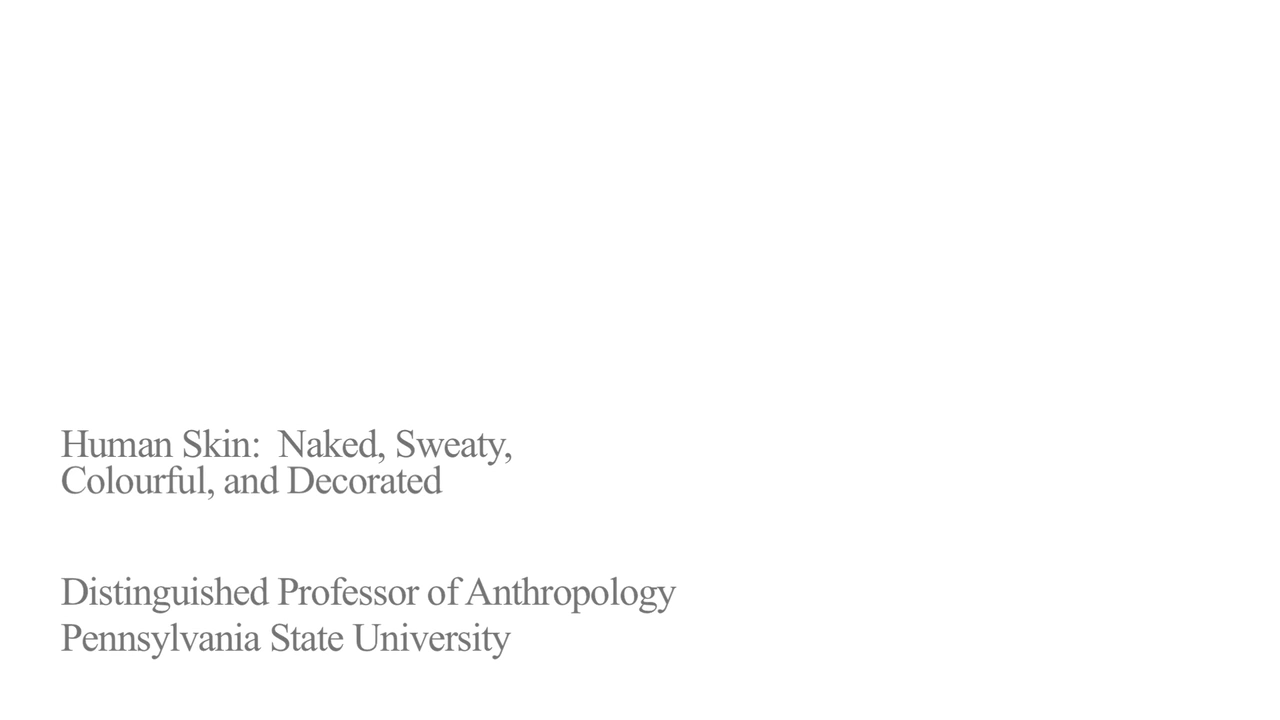 Human Skin:  Naked, Sweaty,
Colourful, and Decorated
Distinguished Professor of Anthropology
Pennsylvania State University